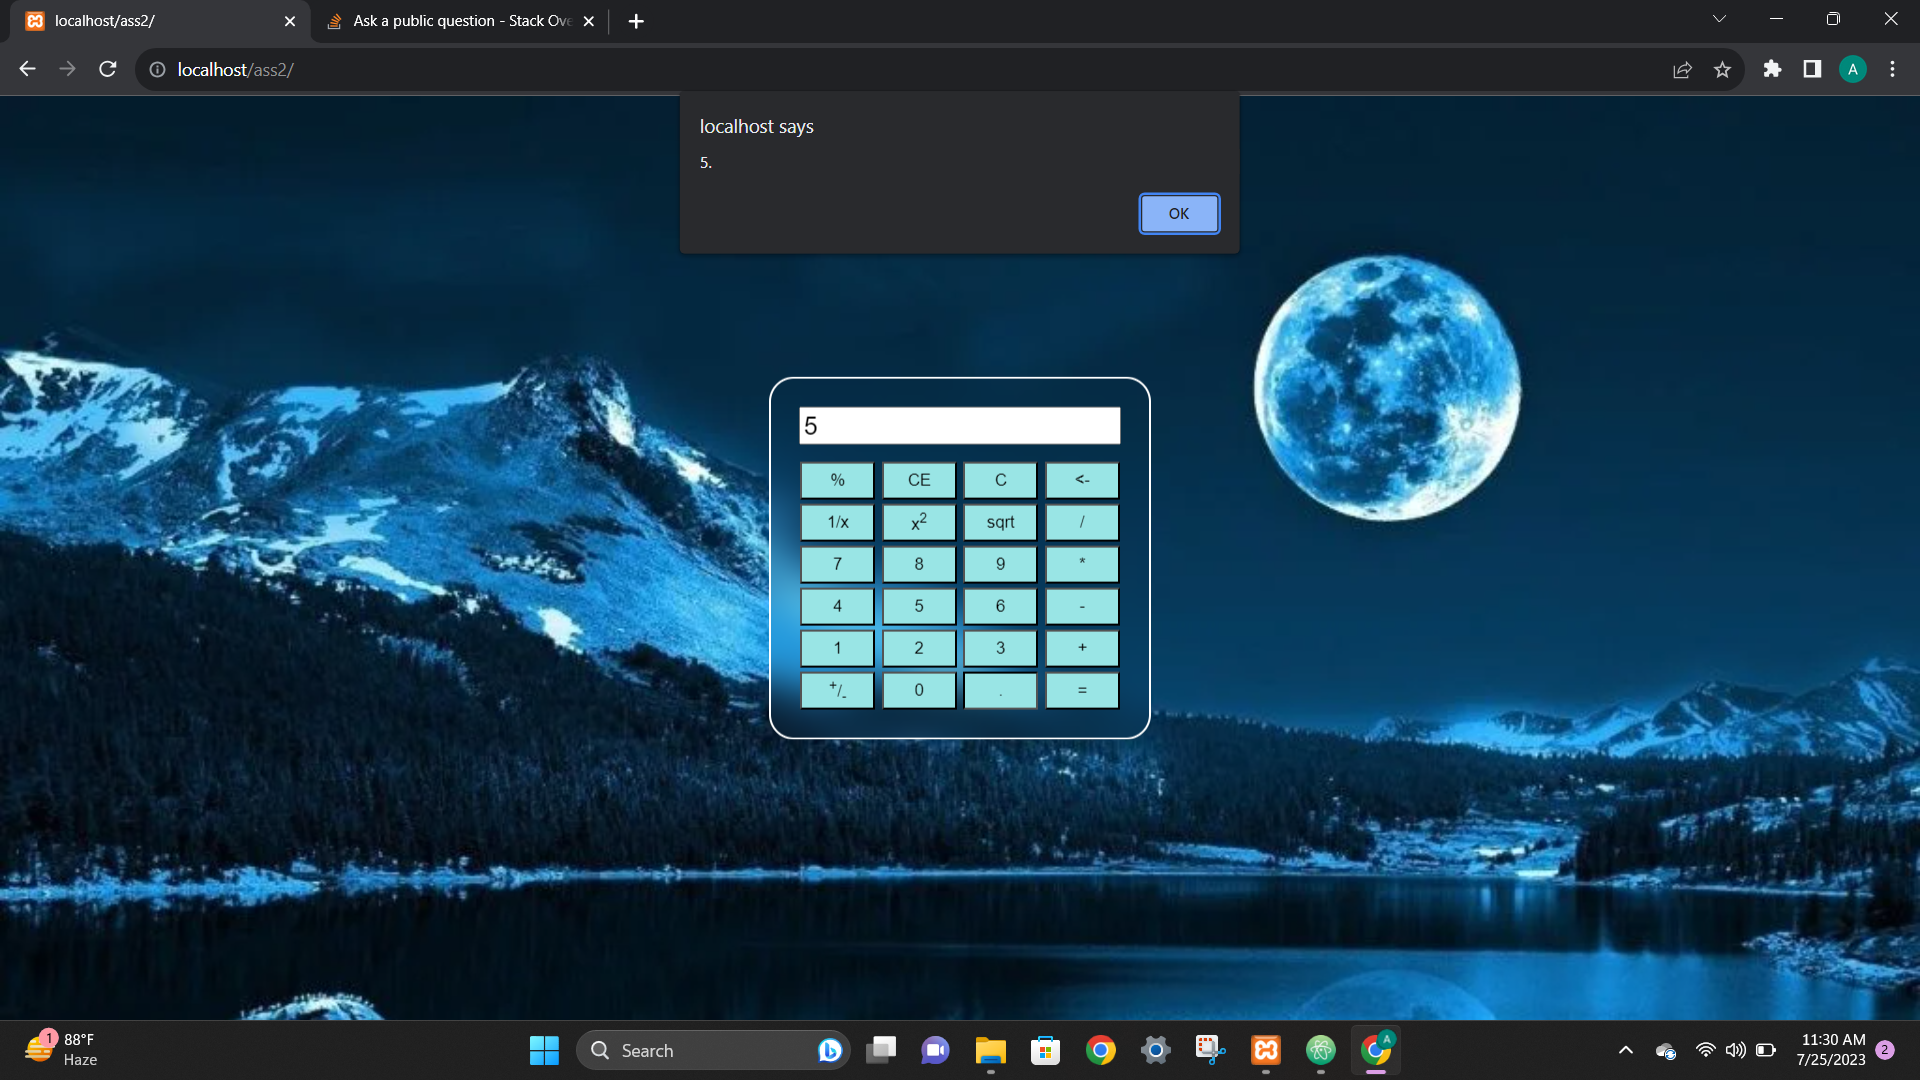 localhost/ass2/
Ask a public question - Stack Ove
localhost/ass2/
A
localhost says
5.
OK
5
% CE C <-
1/x x² sqrt /
7 8 9 *
4 5 6 -
1 2 3 +
+/- 0 . =
1
88°F
Haze
Search
A
11:30 AM
7/25/2023
2